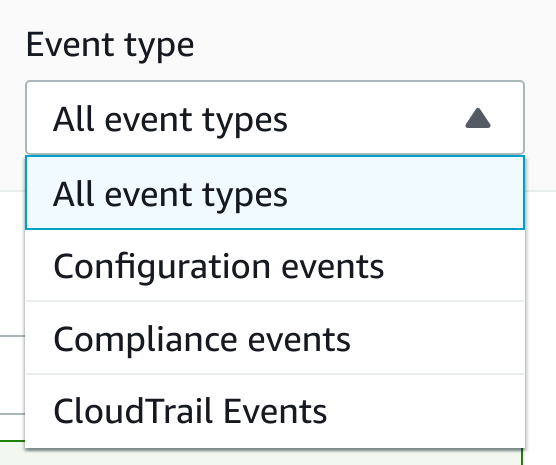 Event type
All event types
All event types
Configuration events
Compliance events
CloudTrail Events